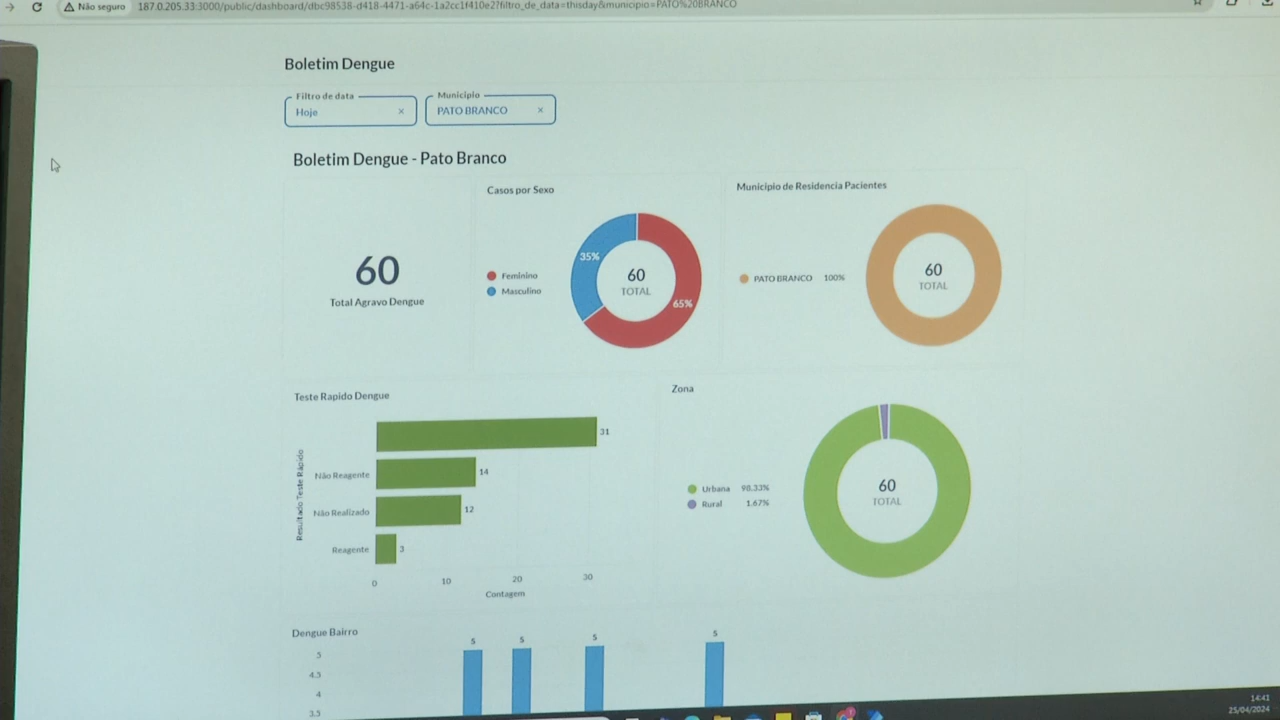 Não seguro 187.0.205.33:3000/public/dashboard/dbc98538-d418-4471-a64c-1a2cc1f410e2?filtro_de_data=thisday&municipio=PATO%20BRANCO
Boletim Dengue
Filtro de data
Hoje ×
Município
PATO BRANCO ×
Boletim Dengue - Pato Branco
60
Total Agravo Dengue
Casos por Sexo
Feminino
Masculino
35%
65%
60
TOTAL
Município de Residencia Pacientes
PATO BRANCO 100%
60
TOTAL
Teste Rapido Dengue
Resultado Teste Rápido
31
Não Reagente 14
Não Realizado 12
Reagente 3
0 10 20 30
Contagem
Zona
Urbana 98.33%
Rural 1.67%
60
TOTAL
Dengue Bairro
5
4.5
4
3.5
5 5 5 5
14:41
25/04/2024